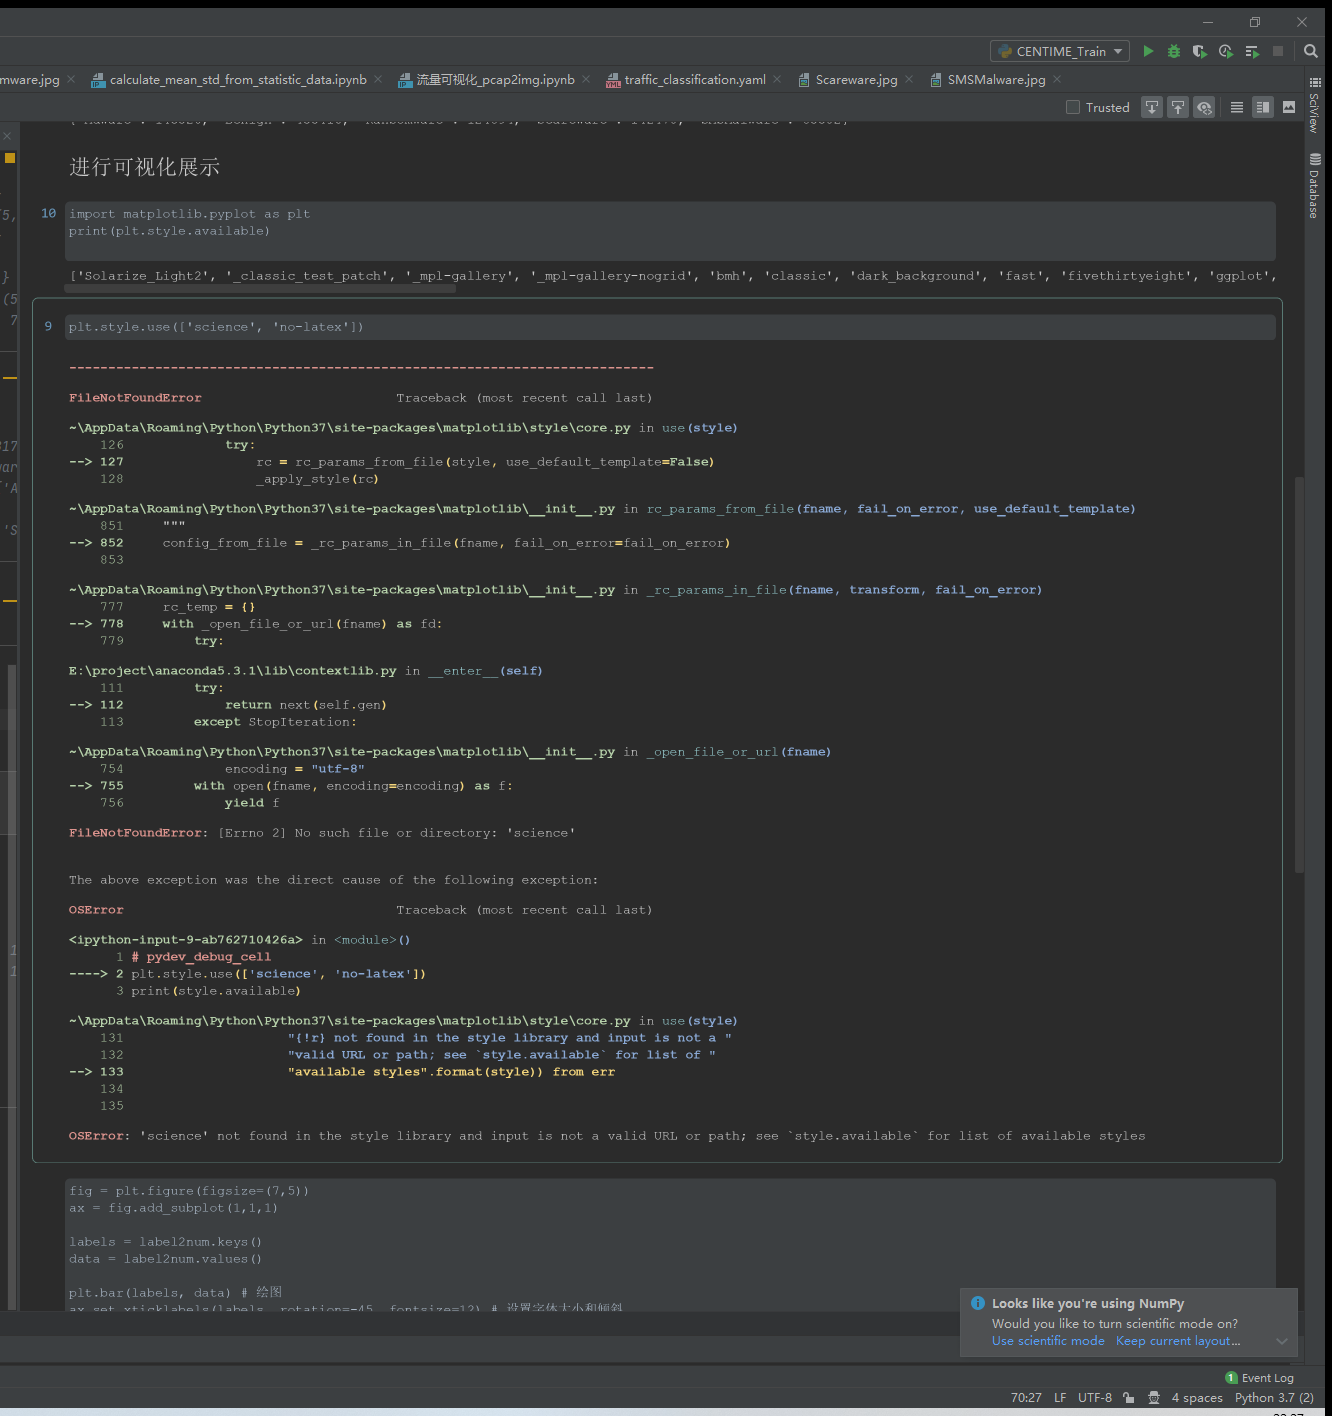 CENTIME_Train
mware.jpg
calculate_mean_std_from_statistic_data.ipynb
流量可视化_pcap2img.ipynb
traffic_classification.yaml
Scareware.jpg
SMSMalware.jpg
Trusted
SciView
Database
进行可视化展示
10
import matplotlib.pyplot as plt
print(plt.style.available)
['Solarize_Light2', '_classic_test_patch', '_mpl-gallery', '_mpl-gallery-nogrid', 'bmh', 'classic', 'dark_background', 'fast', 'fivethirtyeight', 'ggplot',
9
plt.style.use(['science', 'no-latex'])
---------------------------------------------------------------------------
FileNotFoundError                         Traceback (most recent call last)
~\AppData\Roaming\Python\Python37\site-packages\matplotlib\style\core.py in use(style)
    126             try:
--> 127                 rc = rc_params_from_file(style, use_default_template=False)
    128                 _apply_style(rc)
~\AppData\Roaming\Python\Python37\site-packages\matplotlib\__init__.py in rc_params_from_file(fname, fail_on_error, use_default_template)
    851     """
--> 852     config_from_file = _rc_params_in_file(fname, fail_on_error=fail_on_error)
    853
~\AppData\Roaming\Python\Python37\site-packages\matplotlib\__init__.py in _rc_params_in_file(fname, transform, fail_on_error)
    777     rc_temp = {}
--> 778     with _open_file_or_url(fname) as fd:
    779         try:
E:\project\anaconda5.3.1\lib\contextlib.py in __enter__(self)
    111         try:
--> 112             return next(self.gen)
    113         except StopIteration:
~\AppData\Roaming\Python\Python37\site-packages\matplotlib\__init__.py in _open_file_or_url(fname)
    754             encoding = "utf-8"
--> 755         with open(fname, encoding=encoding) as f:
    756             yield f
FileNotFoundError: [Errno 2] No such file or directory: 'science'
The above exception was the direct cause of the following exception:
OSError                                   Traceback (most recent call last)
<ipython-input-9-ab762710426a> in <module>()
      1 # pydev_debug_cell
----> 2 plt.style.use(['science', 'no-latex'])
      3 print(style.available)
~\AppData\Roaming\Python\Python37\site-packages\matplotlib\style\core.py in use(style)
    131                     "{!r} not found in the style library and input is not a "
    132                     "valid URL or path; see `style.available` for list of "
--> 133                     "available styles".format(style)) from err
    134
    135
OSError: 'science' not found in the style library and input is not a valid URL or path; see `style.available` for list of available styles
fig = plt.figure(figsize=(7,5))
ax = fig.add_subplot(1,1,1)
labels = label2num.keys()
data = label2num.values()
plt.bar(labels, data) # 绘图
ax.set_xticklabels(labels, rotation=-45, fontsize=12) # 设置字体大小和倾斜
Looks like you're using NumPy
Would you like to turn scientific mode on?
Use scientific mode Keep current layout...
1 Event Log
70:27 LF UTF-8 4 spaces Python 3.7 (2)